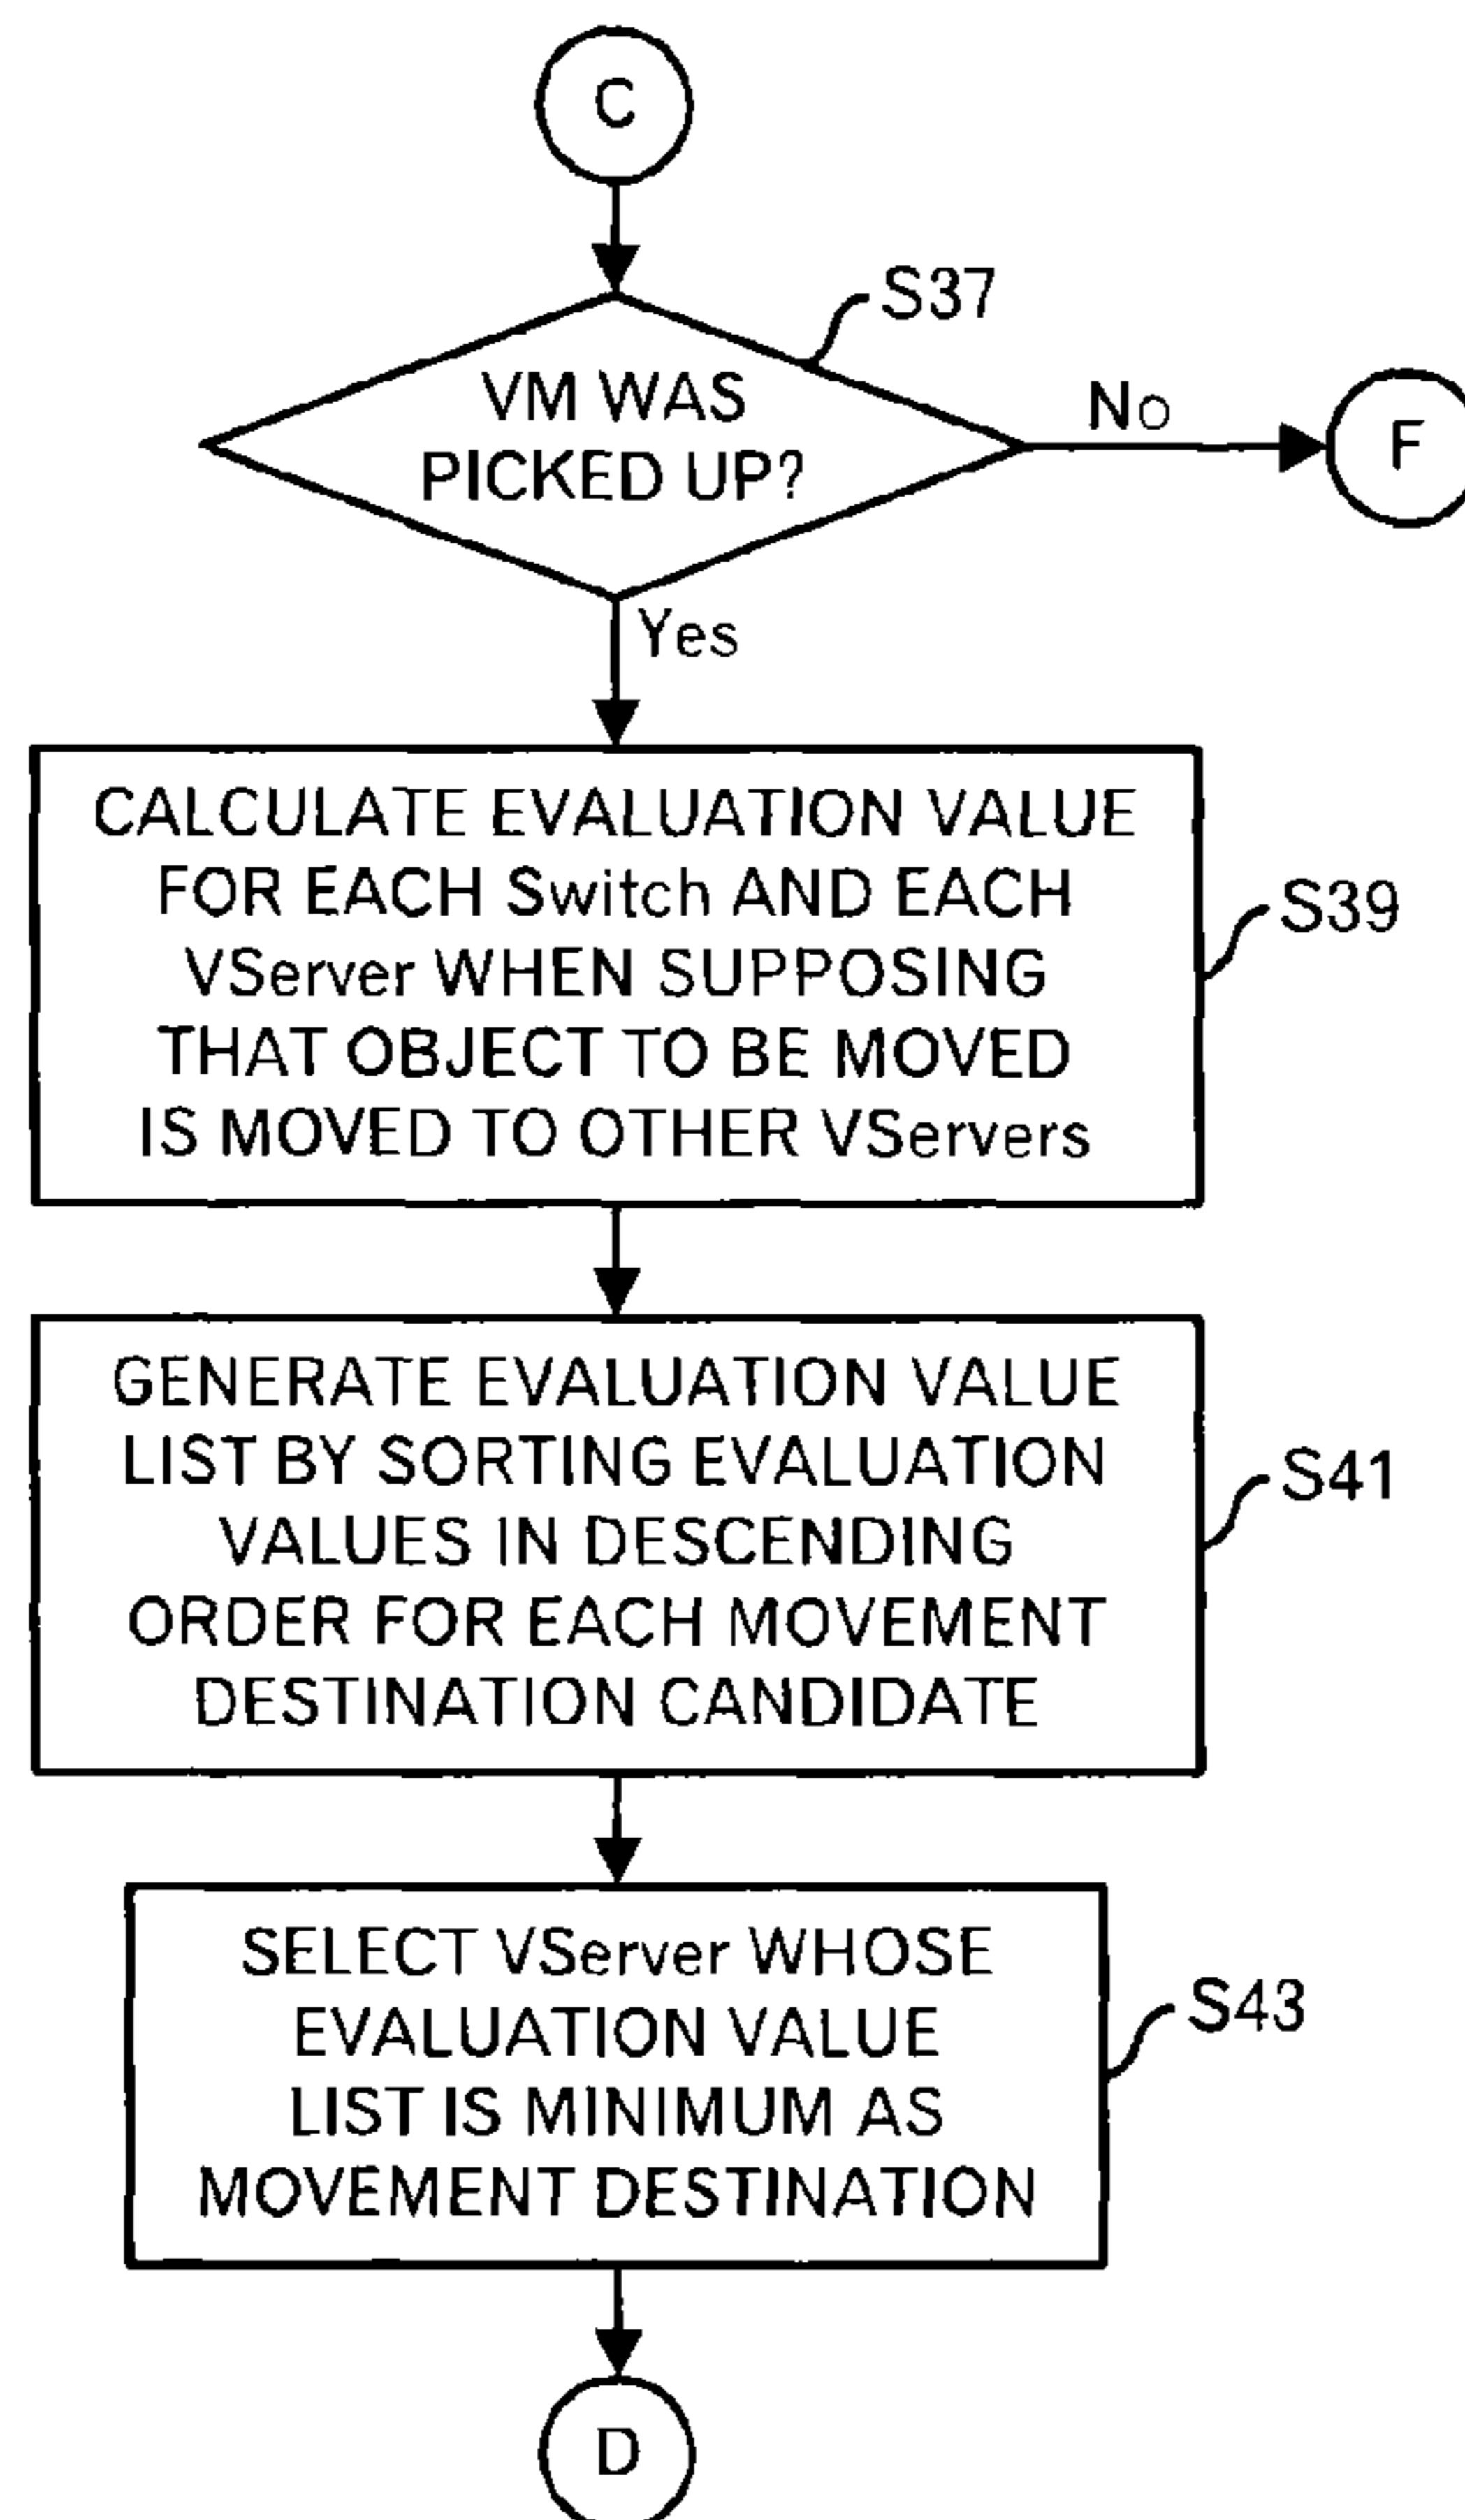 C
S37
VM WAS
PICKED UP?
No
F
Yes
CALCULATE EVALUATION VALUE
FOR EACH Switch AND EACH
VServer WHEN SUPPOSING
THAT OBJECT TO BE MOVED
IS MOVED TO OTHER VServers
S39
GENERATE EVALUATION VALUE
LIST BY SORTING EVALUATION
VALUES IN DESCENDING
ORDER FOR EACH MOVEMENT
DESTINATION CANDIDATE
S41
SELECT VServer WHOSE
EVALUATION VALUE
LIST IS MINIMUM AS
MOVEMENT DESTINATION
S43
D